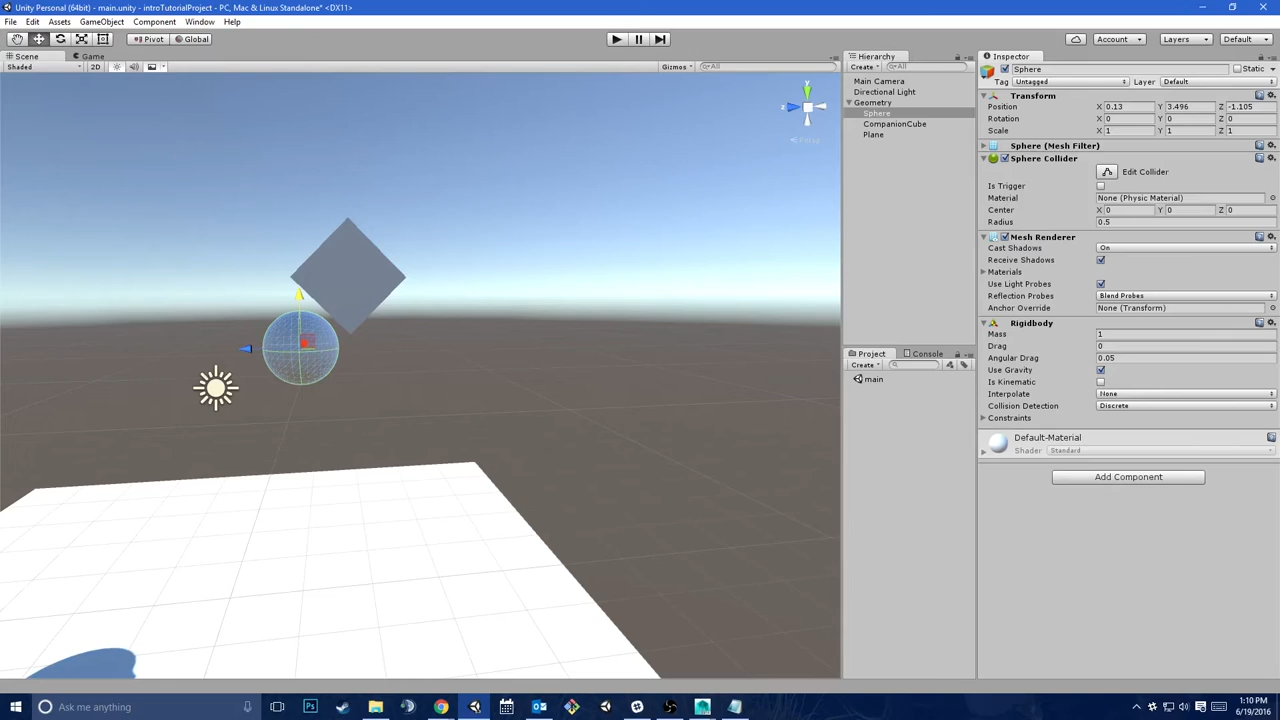 Unity Personal (64bit) - main.unity - introTutorialProject - PC, Mac & Linux Standalone* <DX11>
File Edit Assets GameObject Component Window Help
Pivot Global Account Layers Default
Scene Game
Shaded 2D Gizmos All
y
z
Persp
Hierarchy
Create All
Main Camera
Directional Light
Geometry
Sphere
CompanionCube
Plane
Project Console
Create
main
Inspector
Sphere Static
Tag Untagged Layer Default
Transform
Position X 0.13 Y 3.496 Z -1.105
Rotation X 0 Y 0 Z 0
Scale X 1 Y 1 Z 1
Sphere (Mesh Filter)
Sphere Collider
Edit Collider
Is Trigger
Material None (Physic Material)
Center X 0 Y 0 Z 0
Radius 0.5
Mesh Renderer
Cast Shadows On
Receive Shadows
Materials
Use Light Probes
Reflection Probes Blend Probes
Anchor Override None (Transform)
Rigidbody
Mass 1
Drag 0
Angular Drag 0.05
Use Gravity
Is Kinematic
Interpolate None
Collision Detection Discrete
Constraints
Default-Material
Shader Standard
Add Component
Ask me anything
1:10 PM
6/19/2016